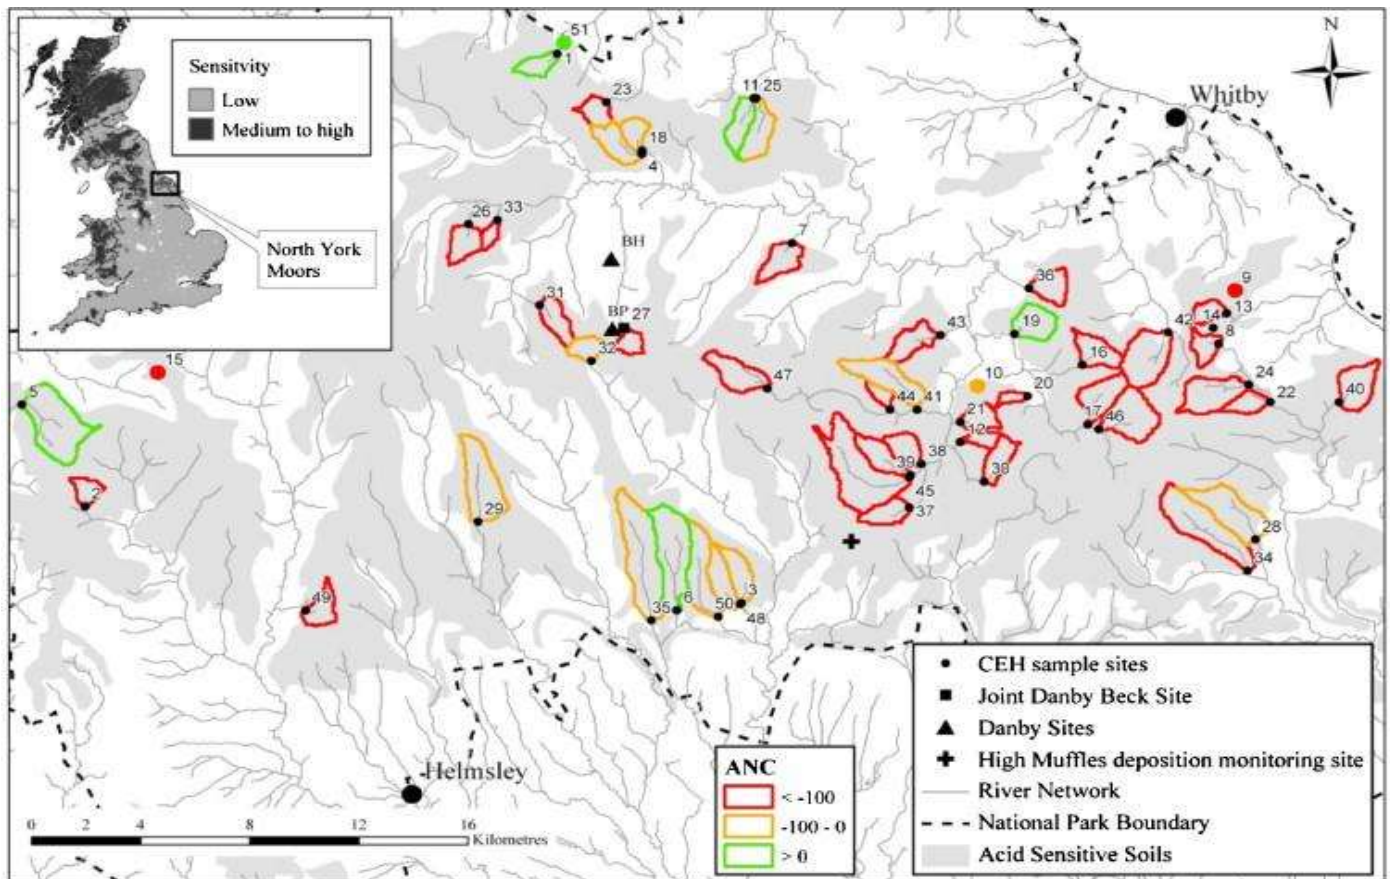 Sensitvity
Low
Medium to high
North York
Moors
N
Whitby
51
1
23
11 25
18
4
26
33
BH
7
36
9
31
BP 27
32
13
14
8
19
42
43
16
15
5
47
10
20
24
22
40
44
41
21
12
17
46
2
38
39
38
45
37
29
28
34
49
35
6
50
3
48
Helmsley
0
2
4
8
12
16
Kilometres
ANC
< -100
-100 - 0
> 0
CEH sample sites
Joint Danby Beck Site
Danby Sites
High Muffles deposition monitoring site
River Network
National Park Boundary
Acid Sensitive Soils